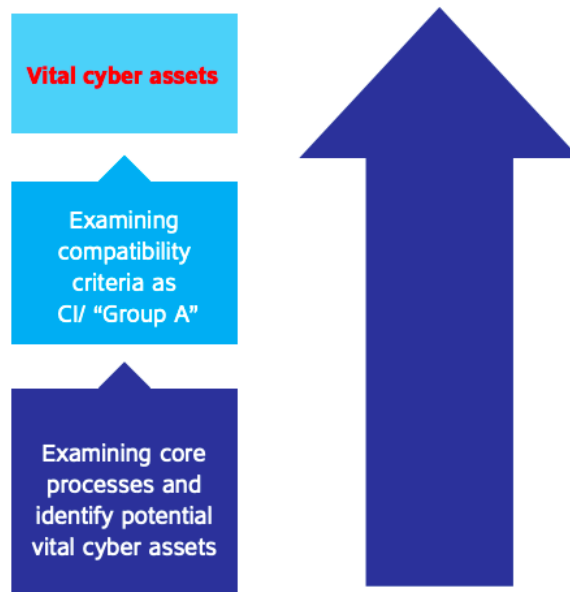 Vital cyber assets
Examining
compatibility
criteria as
CI/ “Group A”
Examining core
processes and
identify potential
vital cyber assets